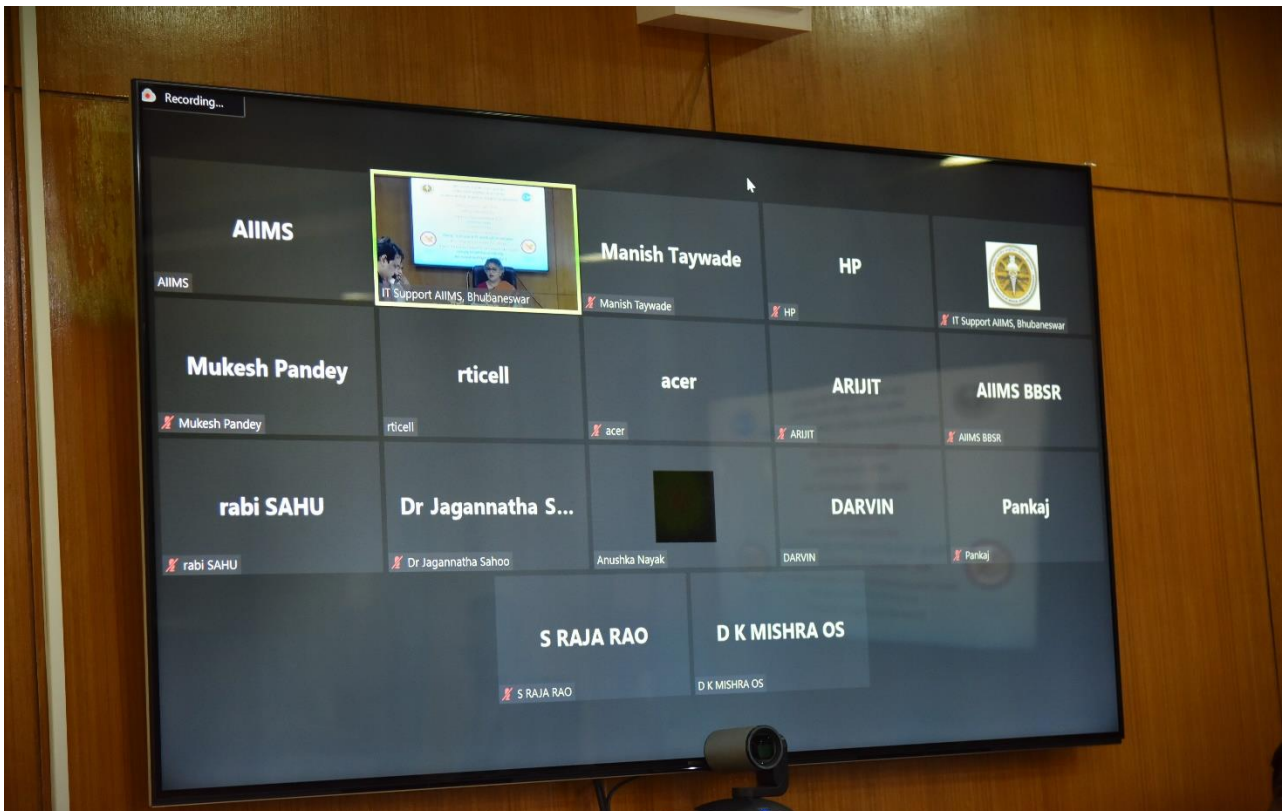 Recording...
AIIMS
AIIMS
IT Support AIIMS, Bhubaneswar
Manish Taywade
Manish Taywade
HP
HP
IT Support AIIMS, Bhubaneswar
Mukesh Pandey
Mukesh Pandey
rticell
rticell
acer
acer
ARIJIT
ARIJIT
AIIMS BBSR
AIIMS BBSR
rabi SAHU
rabi SAHU
Dr Jagannatha S...
Dr Jagannatha Sahoo
Anushka Nayak
DARVIN
DARVIN
Pankaj
Pankaj
S RAJA RAO
S RAJA RAO
D K MISHRA OS
D K MISHRA OS